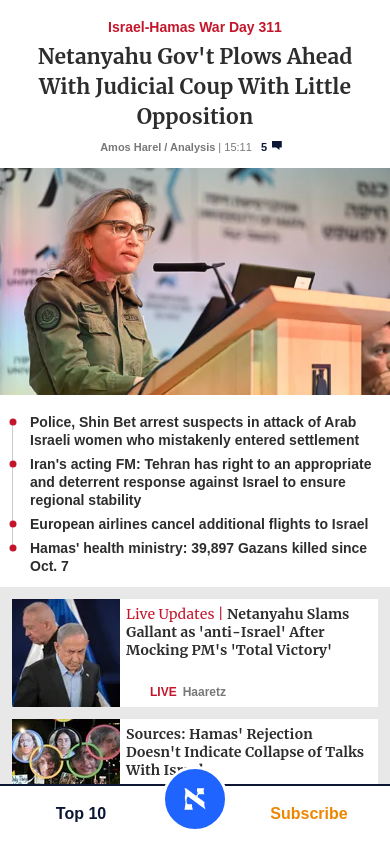 Israel-Hamas War Day 311
Netanyahu Gov't Plows Ahead
With Judicial Coup With Little
Opposition
Amos Harel / Analysis | 15:11 5
Police, Shin Bet arrest suspects in attack of Arab
Israeli women who mistakenly entered settlement
Iran's acting FM: Tehran has right to an appropriate
and deterrent response against Israel to ensure
regional stability
European airlines cancel additional flights to Israel
Hamas' health ministry: 39,897 Gazans killed since
Oct. 7
Live Updates | Netanyahu Slams
Gallant as 'anti-Israel' After
Mocking PM's 'Total Victory'
LIVE Haaretz
Sources: Hamas' Rejection
Doesn't Indicate Collapse of Talks
With
Top 10
Subscribe